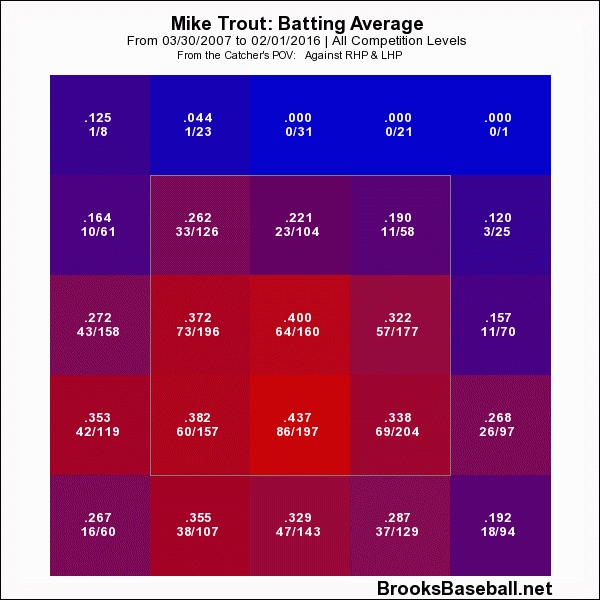 Mike Trout: Batting Average
From 03/30/2007 to 02/01/2016 | All Competition Levels
From the Catcher's POV: Against RHP & LHP
.125 .044 .000 .000 .000
1/8 1/23 0/31 0/21 0/1
.164 .262 .221 .190 .120
10/61 33/126 23/104 11/58 3/25
.272 .372 .400 .322 .157
43/158 73/196 64/160 57/177 11/70
.353 .382 .437 .338 .268
42/119 60/157 86/197 69/204 26/97
.267 .355 .329 .287 .192
16/60 38/107 47/143 37/129 18/94
BrooksBaseball.net